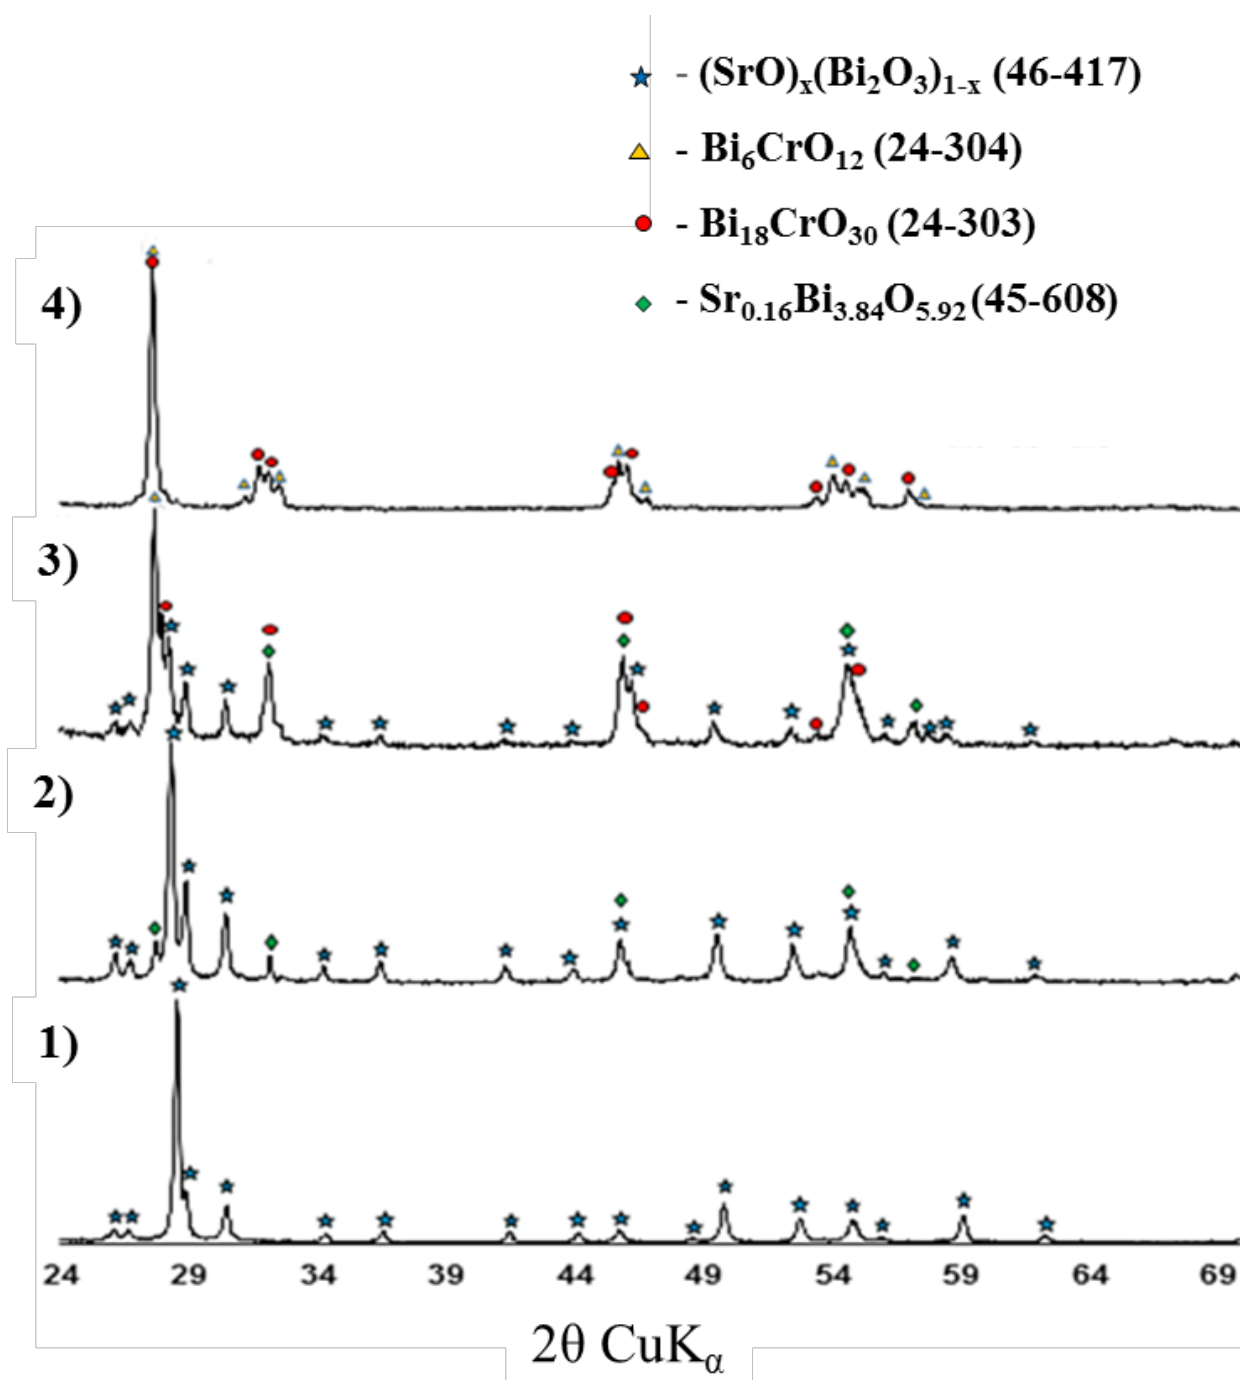 - (SrO)ₓ(Bi₂O₃)₁₋ₓ (46-417)
- Bi₆CrO₁₂ (24-304)
- Bi₁₈CrO₃₀ (24-303)
- Sr₀.₁₆Bi₃.₈₄O₅.₉₂ (45-608)
4)
3)
2)
1)
24 29 34 39 44 49 54 59 64 69
2θ CuKα